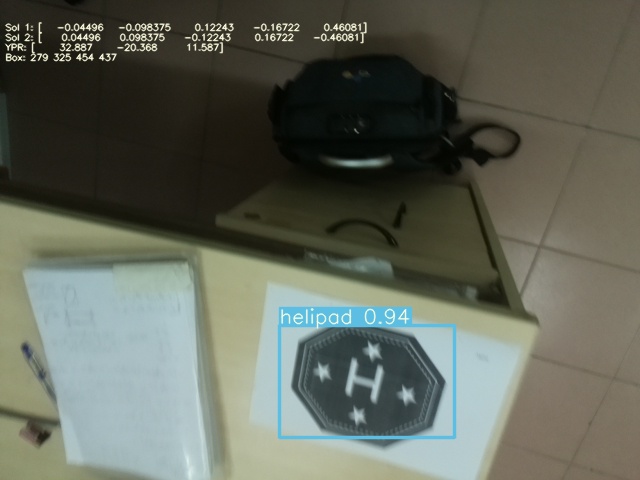 Sol 1: [ -0.04496 -0.098375 0.12243 -0.16722 0.46081]
Sol 2: [ 0.04496 0.098375 -0.12243 0.16722 -0.46081]
YPR: [ 32.887 -20.368 11.587]
Box: 279 325 454 437
helipad 0.94
H